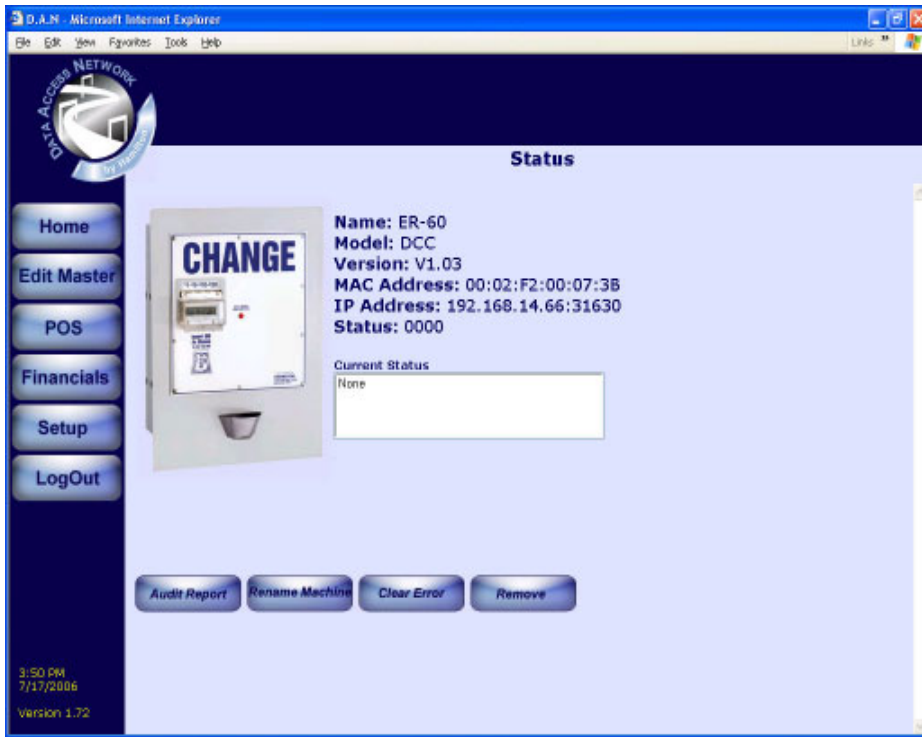 D.A.N - Microsoft Internet Explorer
File Edit View Favorites Tools Help
Links »
DATA ACCESS NETWORK
by Hamilton
Status
Home
Edit Master
POS
Financials
Setup
LogOut
CHANGE
Name: ER-60
Model: DCC
Version: V1.03
MAC Address: 00:02:F2:00:07:3B
IP Address: 192.168.14.66:31630
Status: 0000
Current Status
None
Audit Report Rename Machine Clear Error Remove
3:50 PM
7/17/2006
Version 1.72